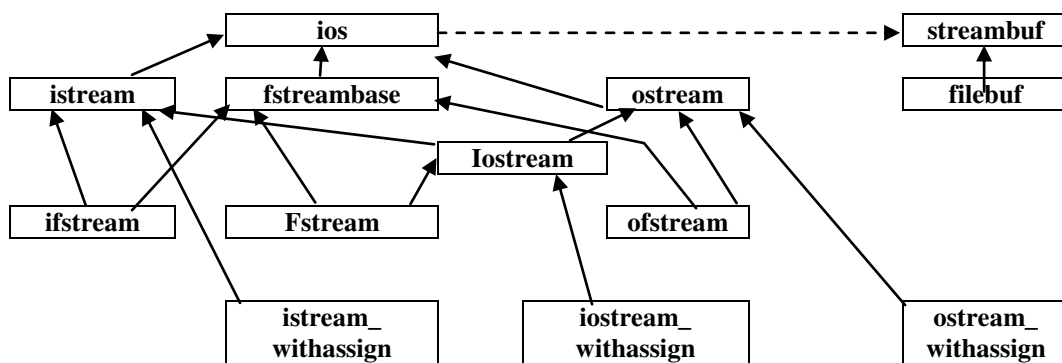 ios
streambuf
istream
fstreambase
ostream
filebuf
Iostream
ifstream
Fstream
ofstream
istream_
withassign
iostream_
withassign
ostream_
withassign